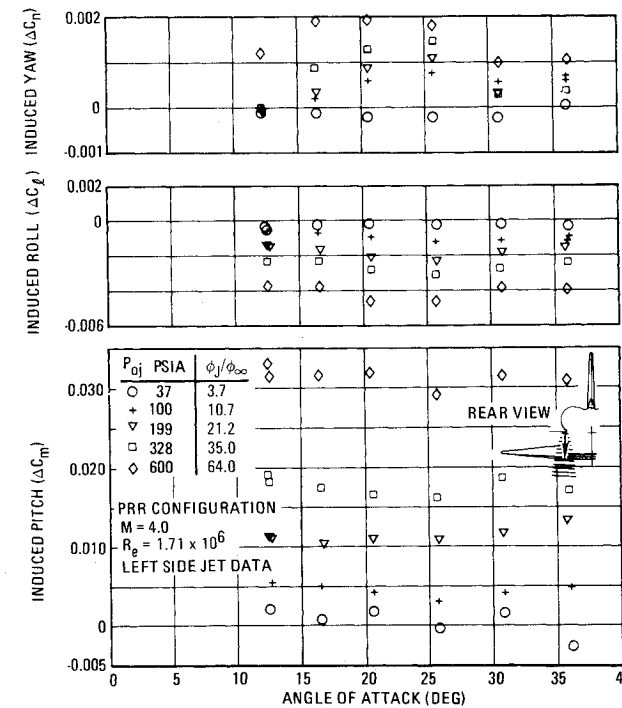 INDUCED YAW (ΔCn)
0.002
0
-0.001
INDUCED ROLL (ΔCℓ)
0.002
0
-0.006
INDUCED PITCH (ΔCm)
0.030
0.020
0.010
0
-0.005
P0j PSIA ϕJ/ϕ∞
○ 37 3.7
+ 100 10.7
▽ 199 21.2
□ 328 35.0
◇ 600 64.0
PRR CONFIGURATION
M = 4.0
Re = 1.71 x 10⁶
LEFT SIDE JET DATA
REAR VIEW
0 5 10 15 20 25 30 35 4
ANGLE OF ATTACK (DEG)